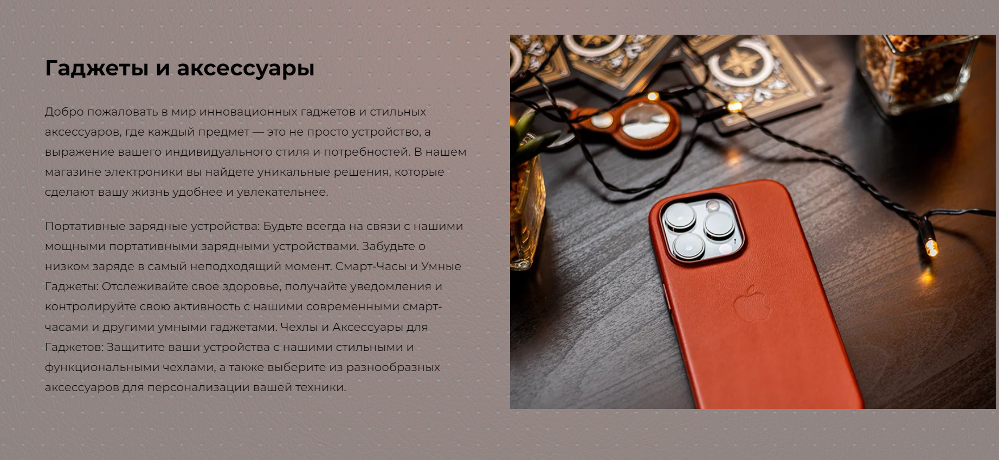 Гаджеты и аксессуары
Добро пожаловать в мир инновационных гаджетов и стильных
аксессуаров, где каждый предмет — это не просто устройство, а
выражение вашего индивидуального стиля и потребностей. В нашем
магазине электроники вы найдете уникальные решения, которые
сделают вашу жизнь удобнее и увлекательнее.
Портативные зарядные устройства: Будьте всегда на связи с нашими
мощными портативными зарядными устройствами. Забудьте о
низком заряде в самый неподходящий момент. Смарт-Часы и Умные
Гаджеты: Отслеживайте свое здоровье, получайте уведомления и
контролируйте свою активность с нашими современными смарт-
часами и другими умными гаджетами. Чехлы и Аксессуары для
Гаджетов: Защитите ваши устройства с нашими стильными и
функциональными чехлами, а также выберите из разнообразных
аксессуаров для персонализации вашей техники.